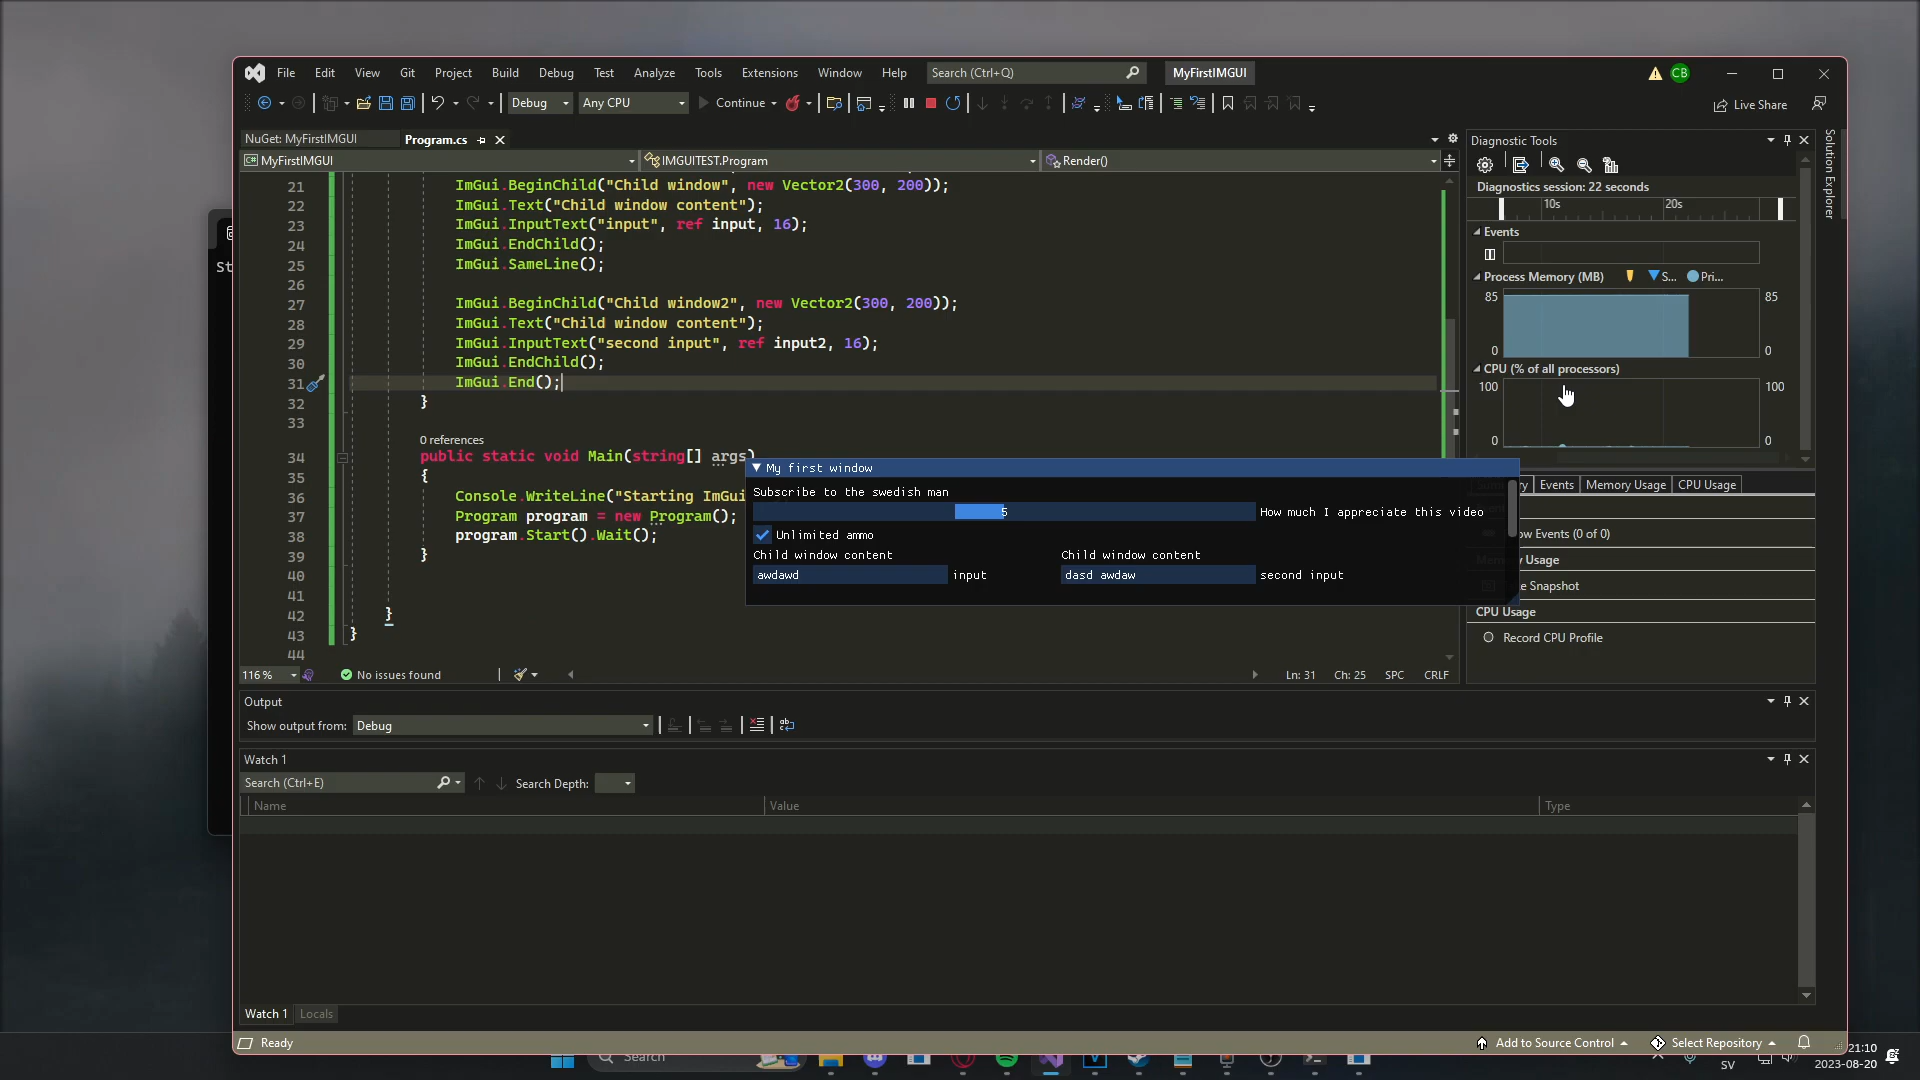 File Edit View Git Project Build Debug Test Analyze Tools Extensions Window Help Search (Ctrl+Q) MyFirstIMGUI CB
Debug Any CPU Continue Live Share
NuGet: MyFirstIMGUI Program.cs
MyFirstIMGUI IMGUITEST.Program Render()
21 ImGui.BeginChild("Child window", new Vector2(300, 200));
22 ImGui.Text("Child window content");
23 ImGui.InputText("input", ref input, 16);
24 ImGui.EndChild();
25 ImGui.SameLine();
26
27 ImGui.BeginChild("Child window2", new Vector2(300, 200));
28 ImGui.Text("Child window content");
29 ImGui.InputText("second input", ref input2, 16);
30 ImGui.EndChild();
31 ImGui.End();
32 }
33
0 references
34 public static void Main(string[] args)
35 {
36 Console.WriteLine("Starting ImGui
37 Program program = new Program();
38 program.Start().Wait();
39 }
40
41
42 }
43 }
44
116 % No issues found Ln: 31 Ch: 25 SPC CRLF
My first window
Subscribe to the swedish man
5 How much I appreciate this video
Unlimited ammo
Child window content Child window content
awdawd input dasd awdaw second input
Diagnostic Tools
Diagnostics session: 22 seconds
10s 20s
Events
Process Memory (MB) S... Pri...
85 85
0 0
CPU (% of all processors)
100 100
0 0
Events Memory Usage CPU Usage
ow Events (0 of 0)
Usage
Snapshot
CPU Usage
Record CPU Profile
Solution Explorer
St
Output
Show output from: Debug
Watch 1
Search (Ctrl+E) Search Depth:
Name Value Type
Watch 1 Locals
Ready Add to Source Control Select Repository
Search SV 21:10
2023-08-20